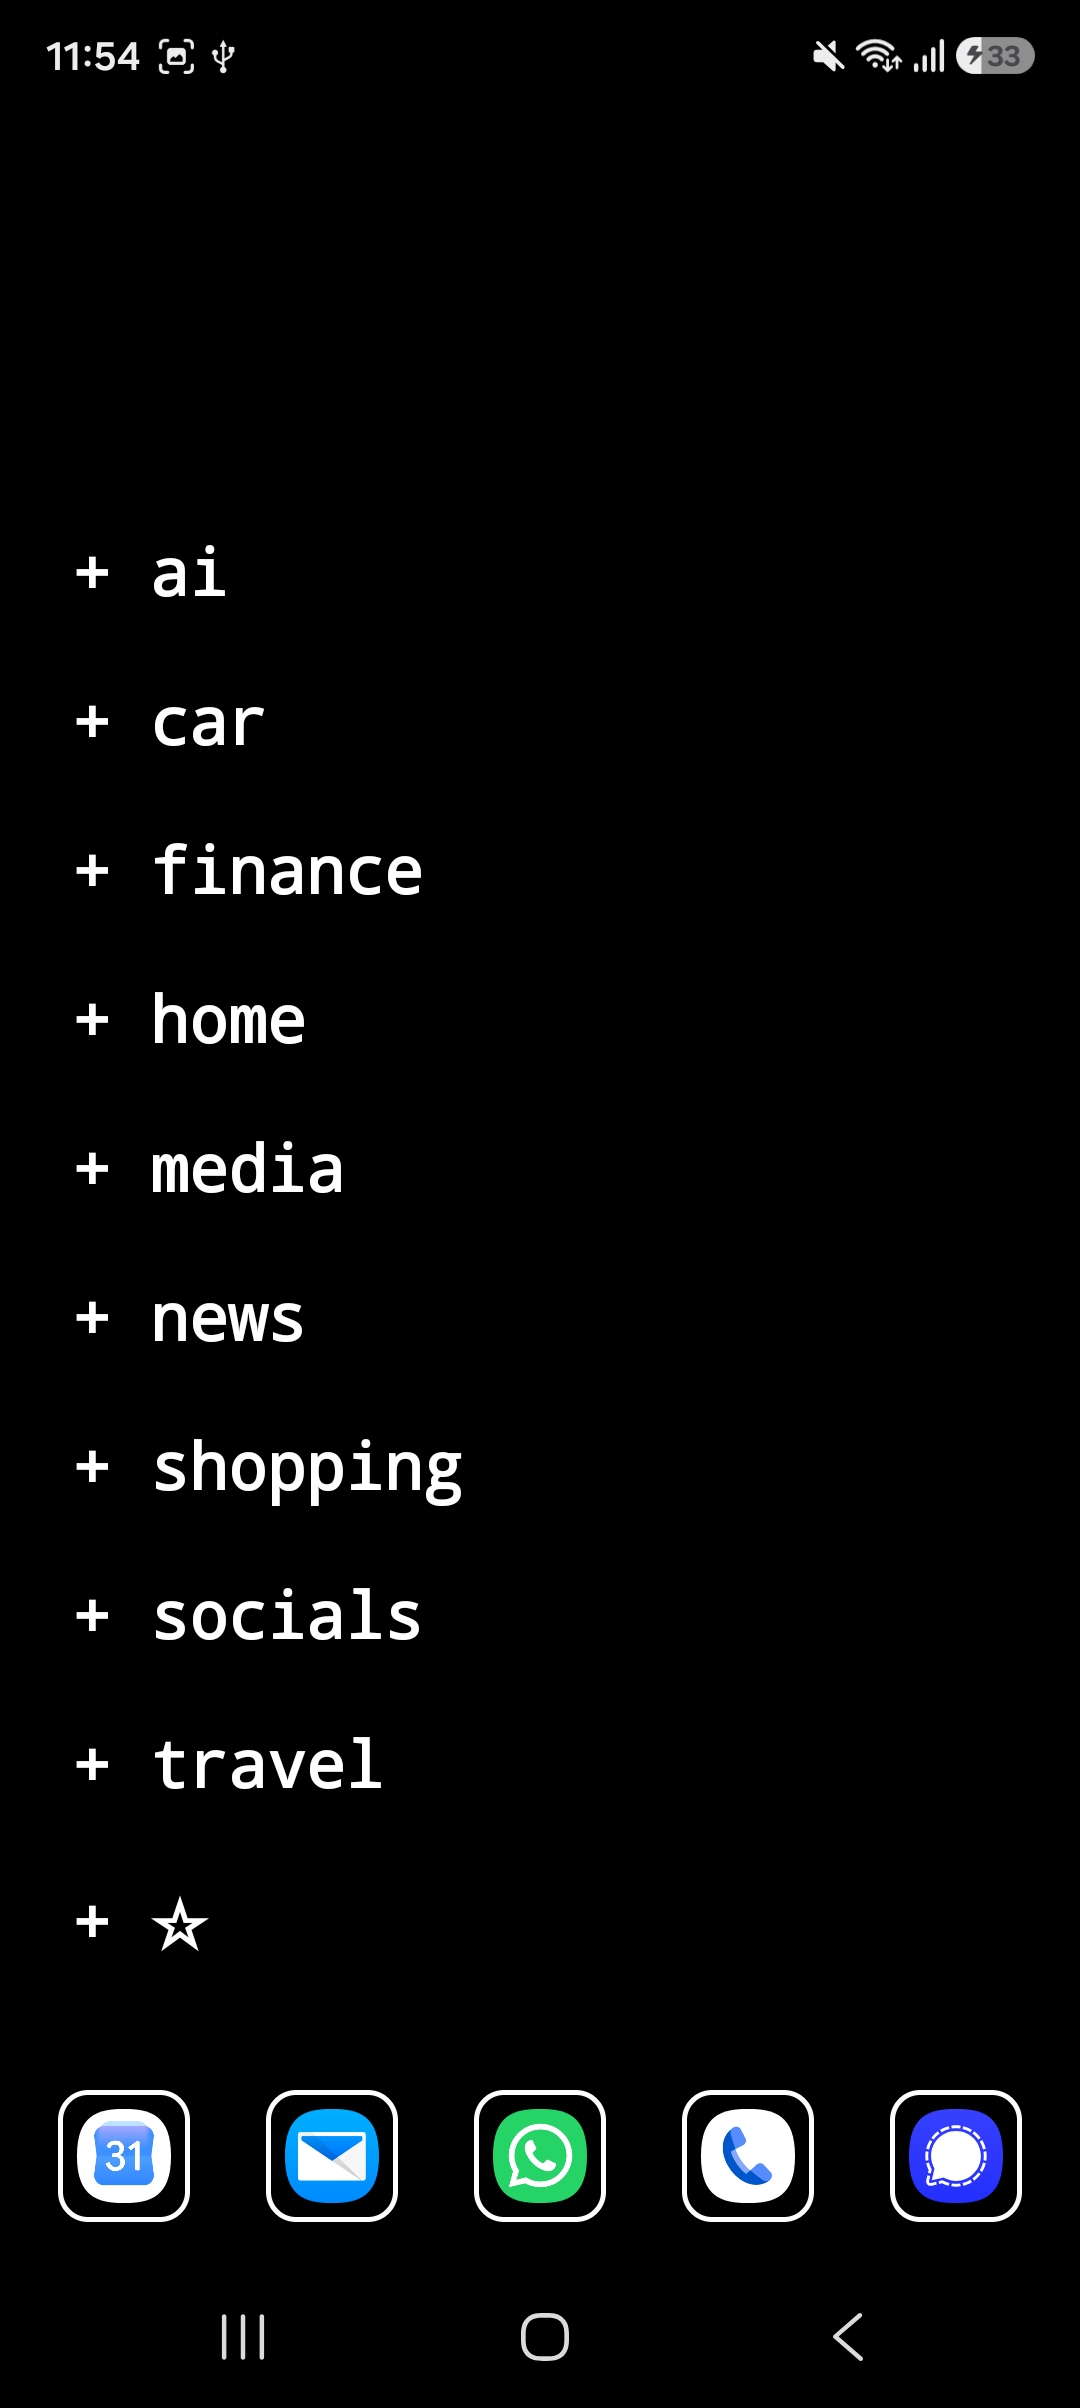 11:54
33
+ ai
+ car
+ finance
+ home
+ media
+ news
+ shopping
+ socials
+ travel
+ ☆
31